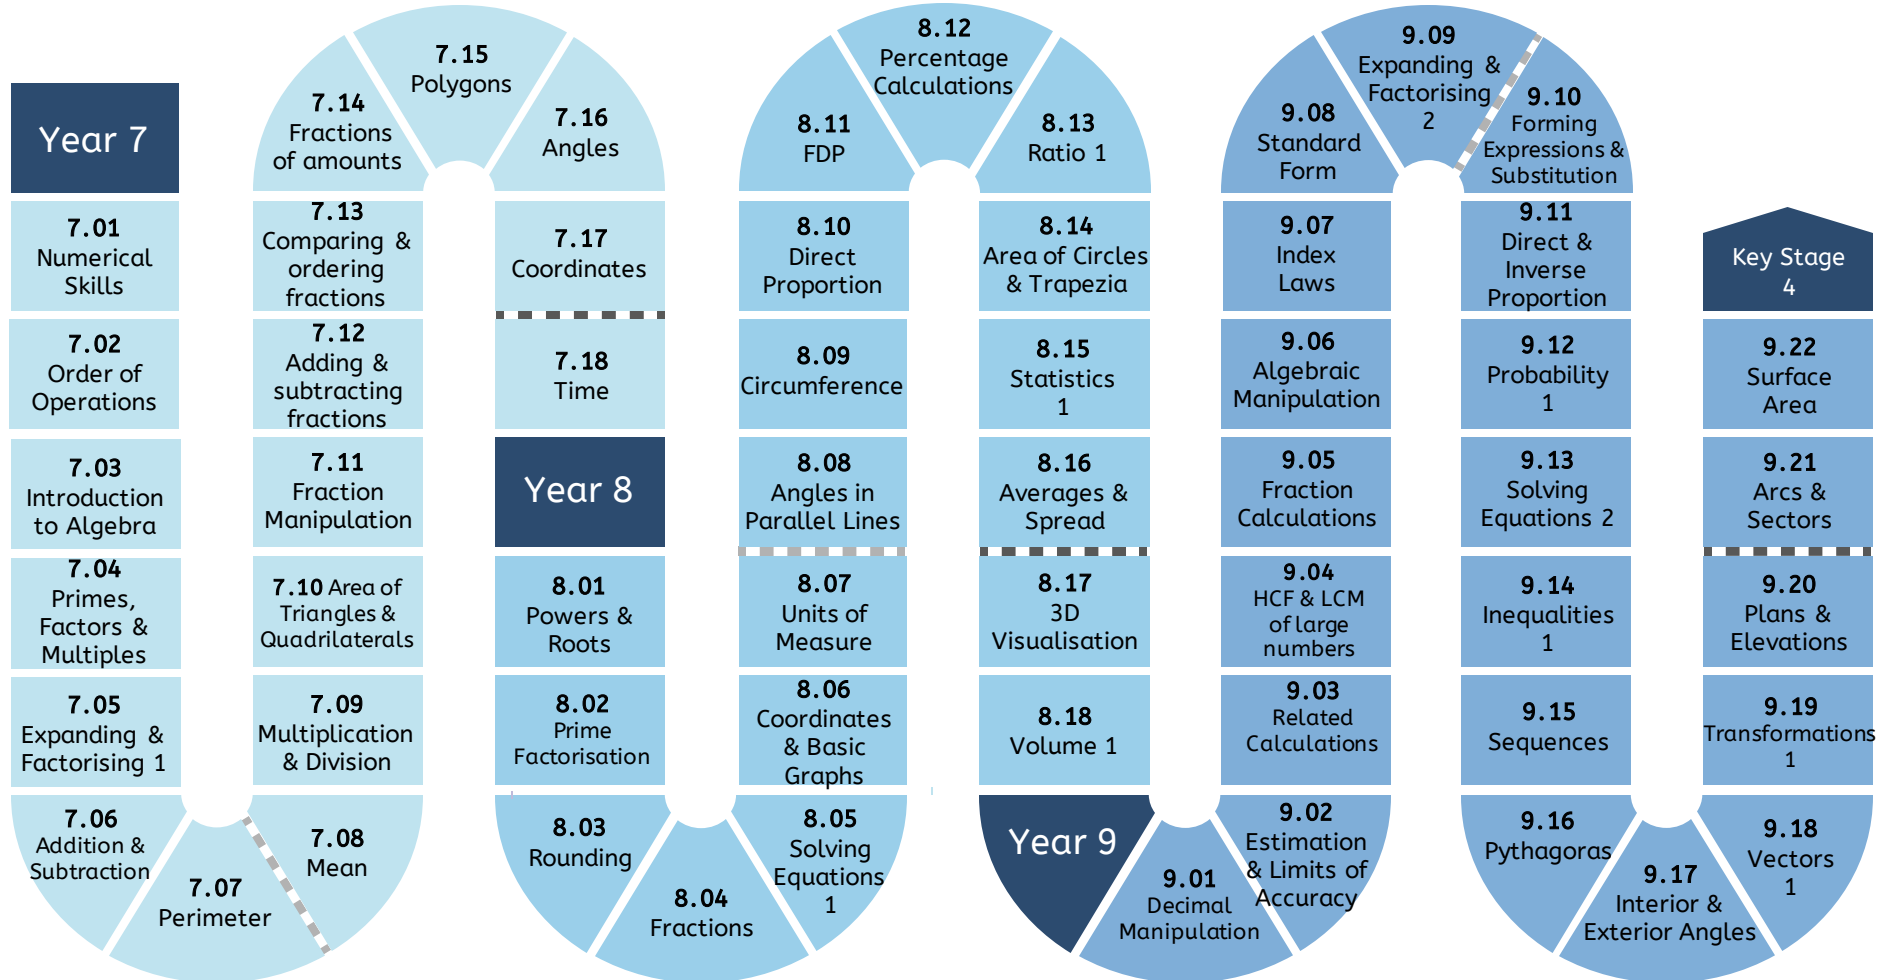 Year 7
7.01
Numerical
Skills
7.02
Order of
Operations
7.03
Introduction
to Algebra
7.04
Primes,
Factors &
Multiples
7.05
Expanding &
Factorising 1
7.06
Addition &
Subtraction
7.07
Perimeter
7.08
Mean
7.09
Multiplication
& Division
7.10 Area of
Triangles &
Quadrilaterals
7.11
Fraction
Manipulation
7.12
Adding &
subtracting
fractions
7.13
Comparing &
ordering
fractions
7.14
Fractions
of amounts
7.15
Polygons
7.16
Angles
7.17
Coordinates
7.18
Time
Year 8
8.01
Powers &
Roots
8.02
Prime
Factorisation
8.03
Rounding
8.04
Fractions
8.05
Solving
Equations
1
8.06
Coordinates
& Basic
Graphs
8.07
Units of
Measure
8.08
Angles in
Parallel Lines
8.09
Circumference
8.10
Direct
Proportion
8.11
FDP
8.12
Percentage
Calculations
8.13
Ratio 1
8.14
Area of Circles
& Trapezia
8.15
Statistics
1
8.16
Averages &
Spread
8.17
3D
Visualisation
8.18
Volume 1
Year 9
9.01
Decimal
Manipulation
9.02
Estimation
& Limits of
Accuracy
9.03
Related
Calculations
9.04
HCF & LCM
of large
numbers
9.05
Fraction
Calculations
9.06
Algebraic
Manipulation
9.07
Index
Laws
9.08
Standard
Form
9.09
Expanding &
Factorising
2
9.10
Forming
Expressions &
Substitution
9.11
Direct &
Inverse
Proportion
9.12
Probability
1
9.13
Solving
Equations 2
9.14
Inequalities
1
9.15
Sequences
9.16
Pythagoras
9.17
Interior &
Exterior Angles
9.18
Vectors
1
9.19
Transformations
1
9.20
Plans &
Elevations
9.21
Arcs &
Sectors
9.22
Surface
Area
Key Stage
4